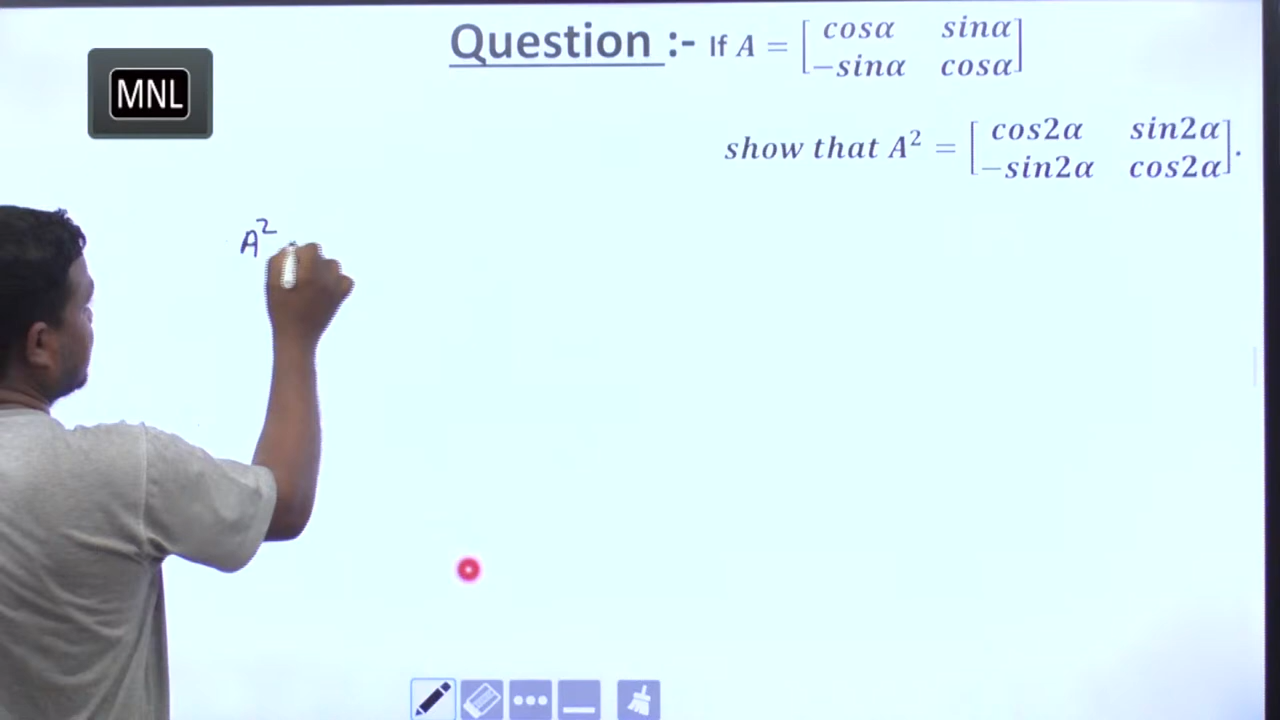 MNL
Question :- If A = [cosα sinα
−sinα cosα]
show that A² = [cos2α sin2α
−sin2α cos2α].
A²